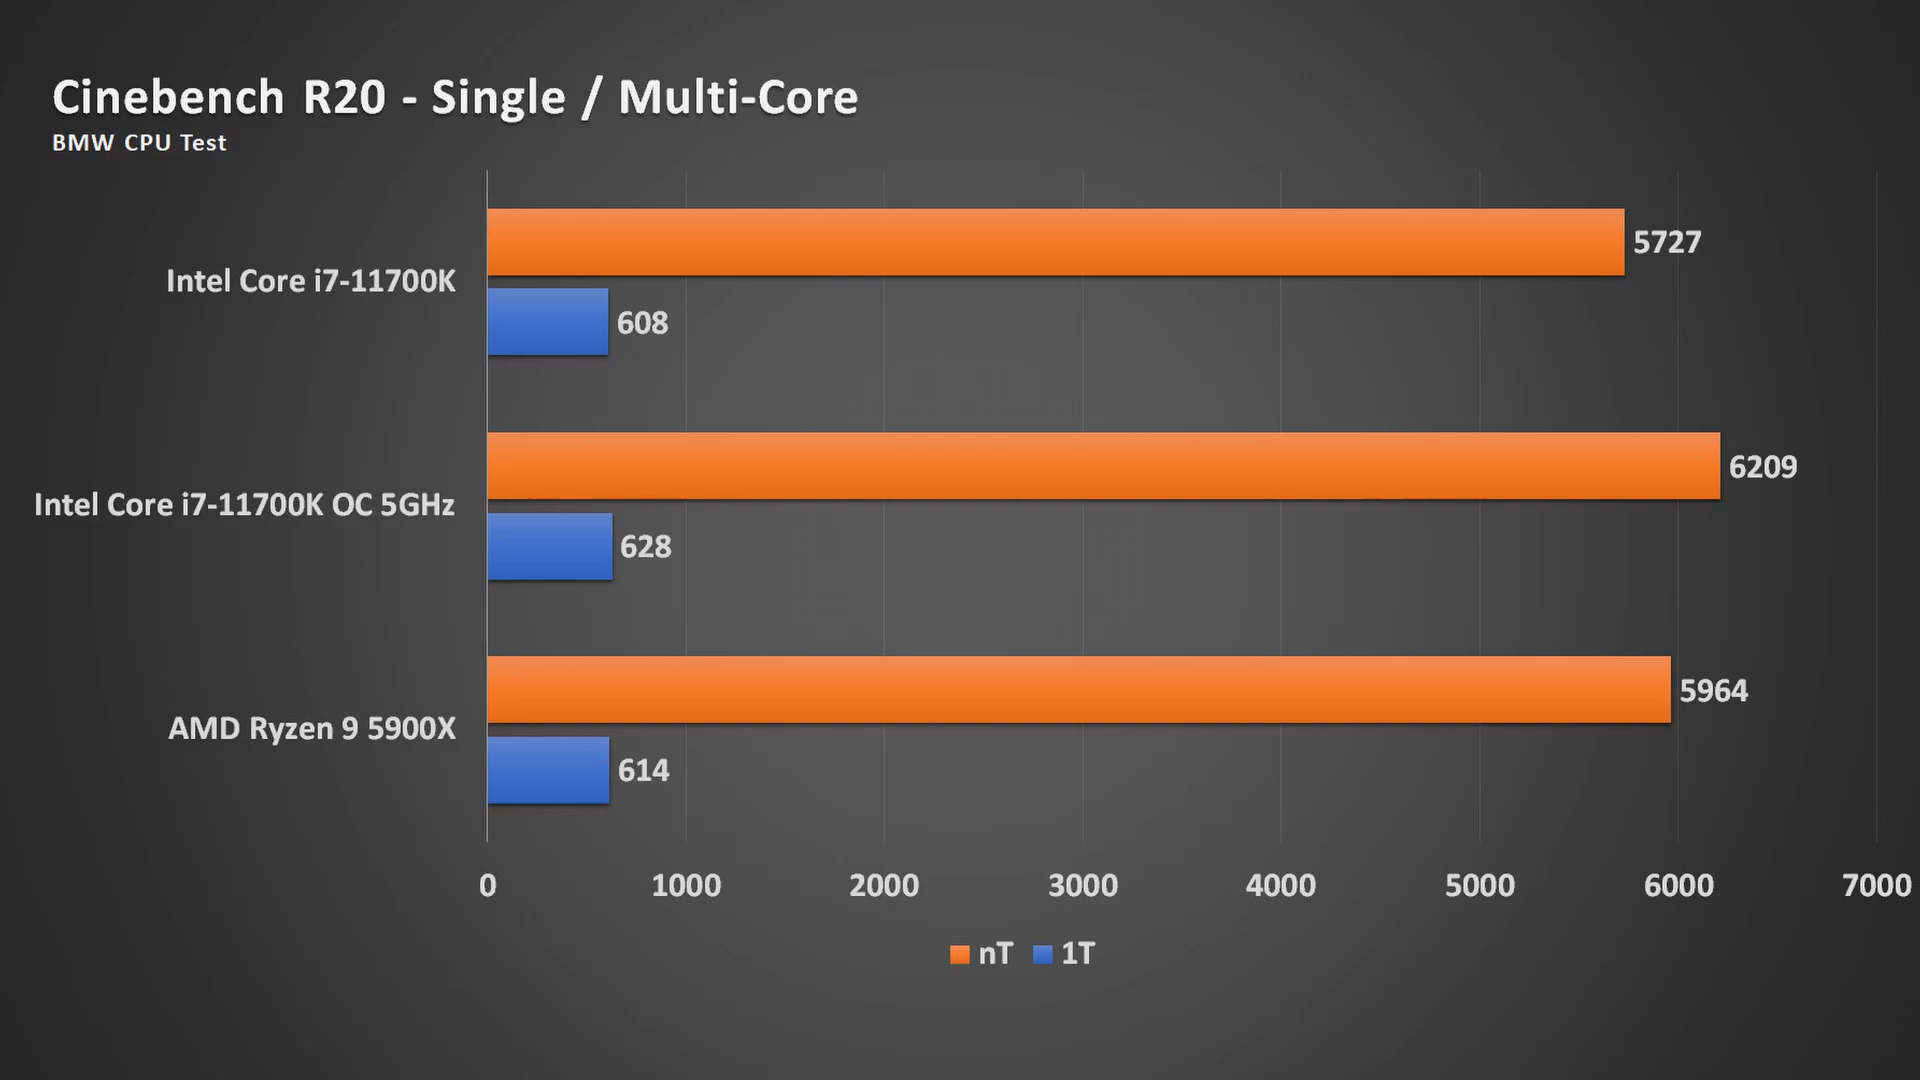 Cinebench R20 - Single / Multi-Core
BMW CPU Test
Intel Core i7-11700K
5727
608
Intel Core i7-11700K OC 5GHz
6209
628
AMD Ryzen 9 5900X
5964
614
0 1000 2000 3000 4000 5000 6000 7000
nT 1T